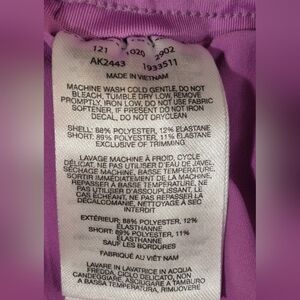 121 1020 2902
AK2443 1933511
MADE IN VIETNAM
MACHINE WASH COLD GENTLE, DO NOT
BLEACH, TUMBLE DRY LOW, REMOVE
PROMPTLY, IRON LOW, DO NOT USE FABRIC
SOFTENER, IF PRESENT DO NOT IRON
DECAL, DO NOT DRYCLEAN
SHELL: 88% POLYESTER, 12% ELASTANE
SHORT: 89% POLYESTER, 11% ELASTANE
EXCLUSIVE OF TRIMMING
LAVAGE MACHINE À FROID, CYCLE
DÉLICAT, NE PAS UTILISER D'EAU DE JAVEL,
SÉCHAGE MACHINE, BASSE TEMPÉRATURE,
SORTIR IMMÉDIATEMENT DE LA MACHINE,
REPASSER À BASSE TEMPÉRATURE, NE
PAS UTILISER D'ASSOUPLISSANT,
NE PAS REPASSER LA
DÉCALCOMANIE, NETTOYAGE À SEC
INTERDIT
EXTÉRIEUR: 88% POLYESTER, 12%
ÉLASTHANNE
SHORT: 89% POLYESTER, 11%
ÉLASTHANNE
SAUF LES BORDURES
FABRIQUÉ AU VIÊT NAM
LAVARE IN LAVATRICE IN ACQUA
FREDDA, CICLO DELICATO, NON
CANDEGGIARE, ASCIUGARE A TAMBURO
A BASSA TEMPERATURA, RIMUOVERE